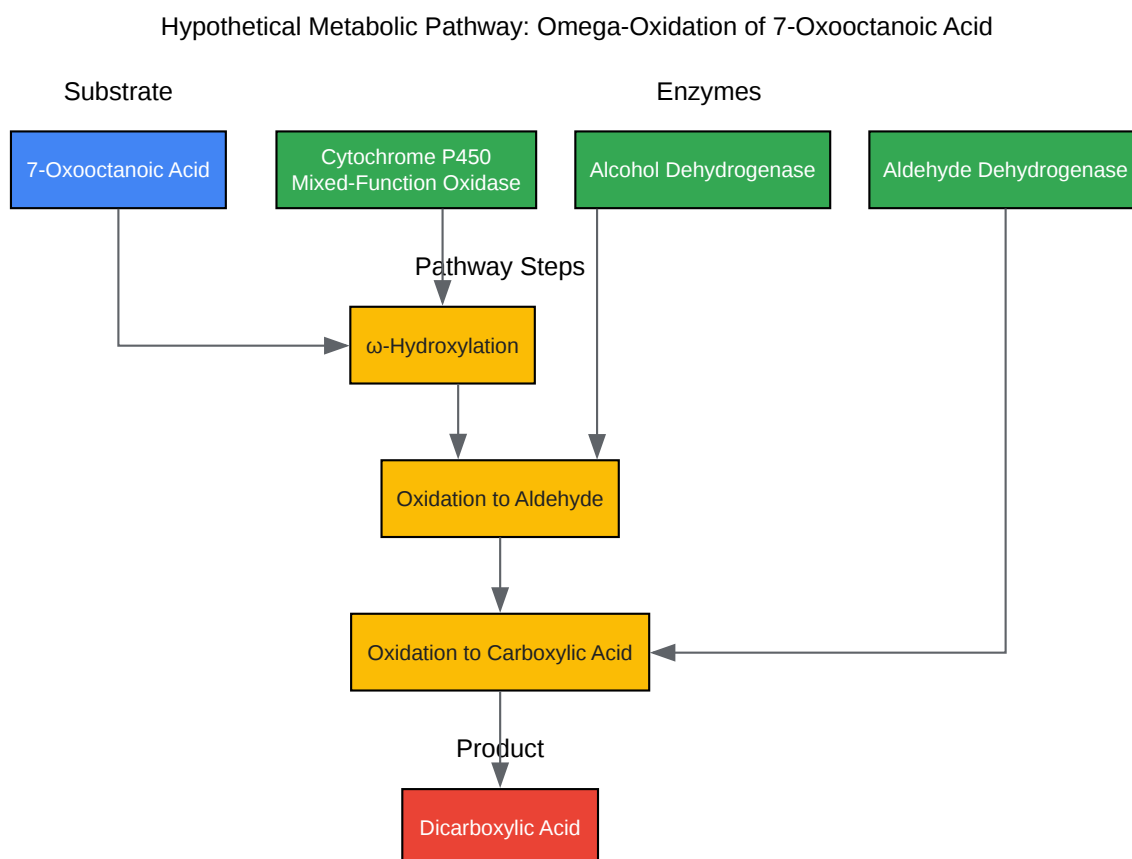 Hypothetical Metabolic Pathway: Omega-Oxidation of 7-Oxooctanoic Acid
Substrate
Enzymes
7-Oxooctanoic Acid
Cytochrome P450
Mixed-Function Oxidase
Alcohol Dehydrogenase
Aldehyde Dehydrogenase
Pathway Steps
ω-Hydroxylation
Oxidation to Aldehyde
Oxidation to Carboxylic Acid
Product
Dicarboxylic Acid